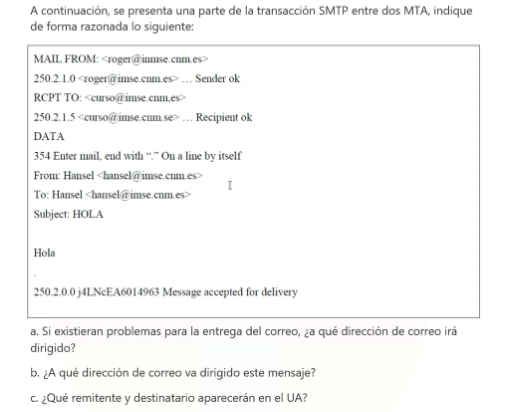 A continuación, se presenta una parte de la transacción SMTP entre dos MTA, indique
de forma razonada lo siguiente:
MAIL FROM: <roger@inmse.cnm.es>
250.2.1.0 <roger@imse.cnm.es> … Sender ok
RCPT TO: <curso@imse.cnm.es>
250.2.1.5 <curso@imse.cnm.se> … Recipient ok
DATA
354 Enter mail, end with “.” On a line by itself
From: Hansel <hansel@imse.cnm.es>
To: Hansel <hansel@imse.cnm.es>
Subject: HOLA
Hola
.
250.2.0.0 j4LNcEA6014963 Message accepted for delivery
a. Si existieran problemas para la entrega del correo, ¿a qué dirección de correo irá
dirigido?
b. ¿A qué dirección de correo va dirigido este mensaje?
c. ¿Qué remitente y destinatario aparecerán en el UA?